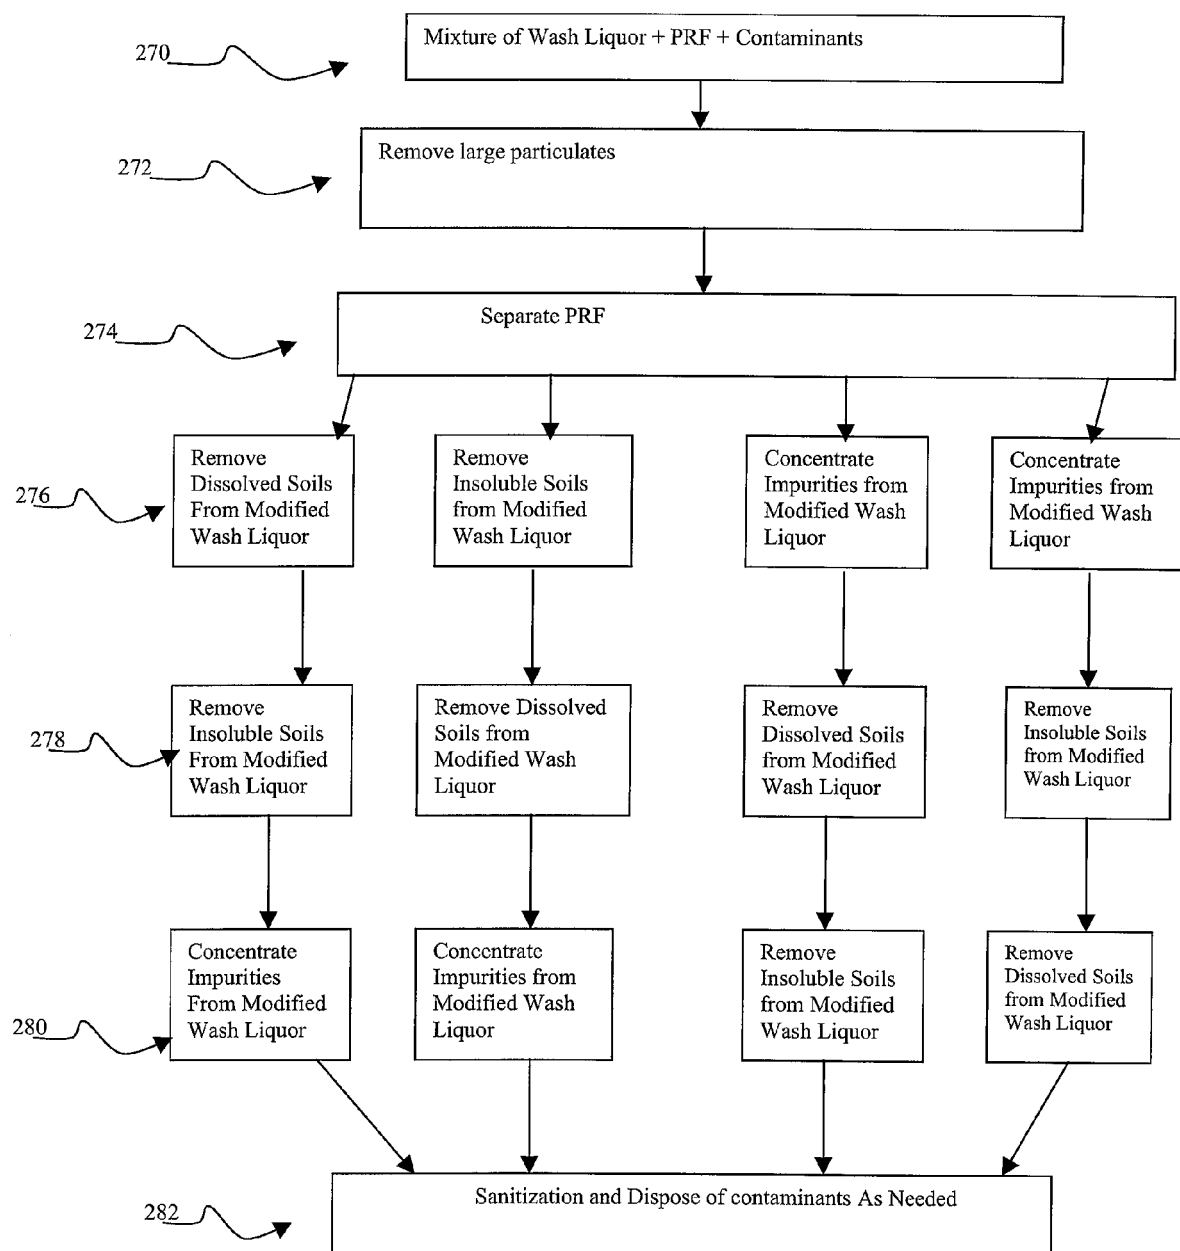 270
Mixture of Wash Liquor + PRF + Contaminants
272
Remove large particulates
274
Separate PRF
276
Remove
Dissolved Soils
From Modified
Wash Liquor
Remove
Insoluble Soils
from Modified
Wash Liquor
Concentrate
Impurities from
Modified Wash
Liquor
Concentrate
Impurities from
Modified Wash
Liquor
278
Remove
Insoluble Soils
From Modified
Wash Liquor
Remove Dissolved
Soils from
Modified Wash
Liquor
Remove
Dissolved Soils
from Modified
Wash Liquor
Remove
Insoluble Soils
from Modified
Wash Liquor
280
Concentrate
Impurities
From Modified
Wash Liquor
Concentrate
Impurities from
Modified Wash
Liquor
Remove
Insoluble Soils
from Modified
Wash Liquor
Remove
Dissolved Soils
from Modified
Wash Liquor
282
Sanitization and Dispose of contaminants As Needed